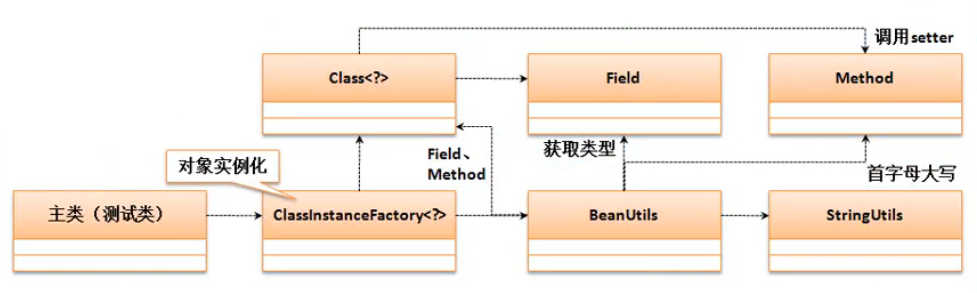 调用setter
Class<?>
Field
Method
Field、
Method
获取类型
首字母大写
对象实例化
主类（测试类）
ClassInstanceFactory<?>
BeanUtils
StringUtils